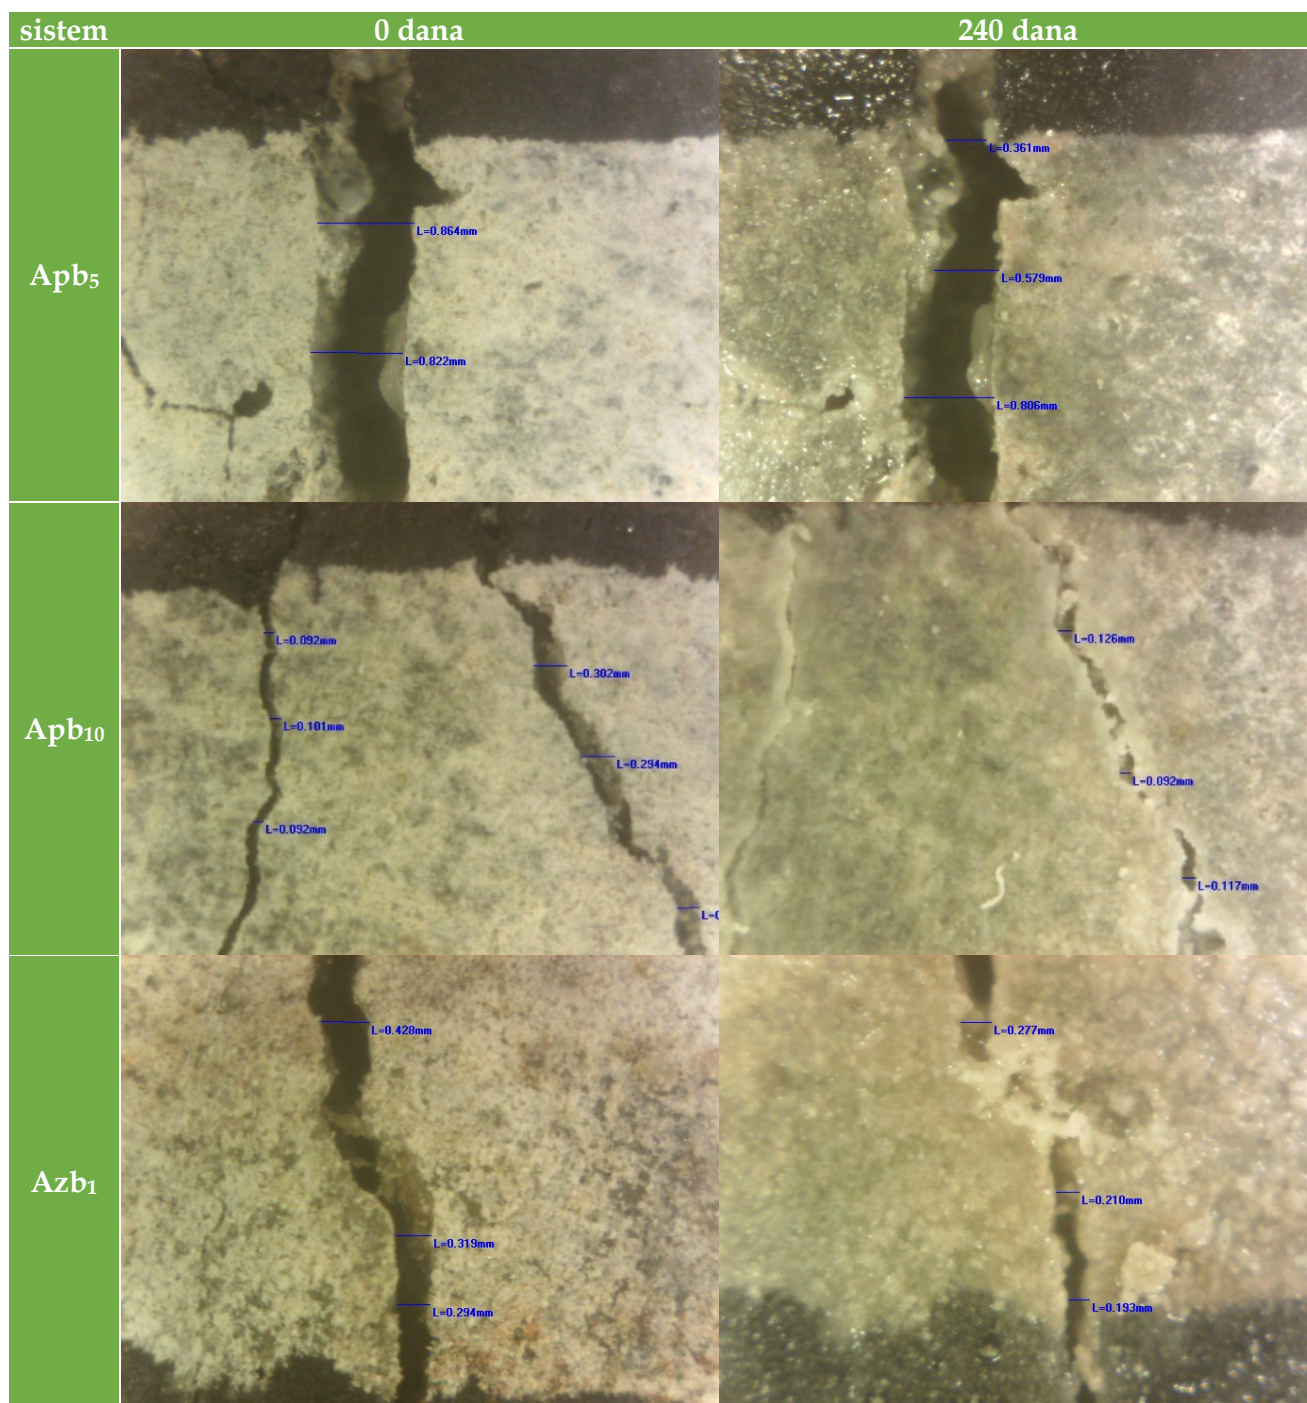 sistem 0 dana 240 dana
Apb₅
L=0.864mm
L=0.822mm
L=0.361mm
L=0.579mm
L=0.806mm
Apb₁₀
L=0.092mm
L=0.101mm
L=0.092mm
L=0.302mm
L=0.294mm
L=0.126mm
L=0.092mm
L=0.117mm
Azb₁
L=0.428mm
L=0.319mm
L=0.294mm
L=0.277mm
L=0.210mm
L=0.193mm